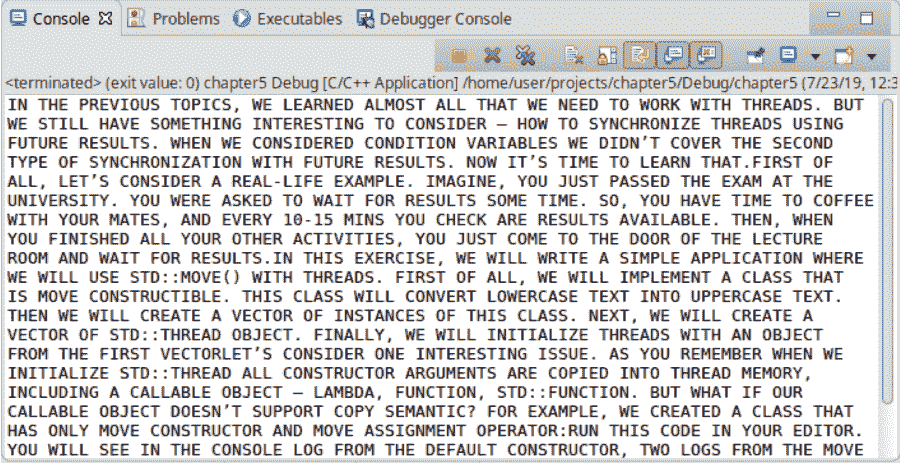 Console Problems Executables Debugger Console
<terminated> (exit value: 0) chapter5 Debug [C/C++ Application] /home/user/projects/chapter5/Debug/chapter5 (7/23/19, 12:3
IN THE PREVIOUS TOPICS, WE LEARNED ALMOST ALL THAT WE NEED TO WORK WITH THREADS. BUT
WE STILL HAVE SOMETHING INTERESTING TO CONSIDER – HOW TO SYNCHRONIZE THREADS USING
FUTURE RESULTS. WHEN WE CONSIDERED CONDITION VARIABLES WE DIDN’T COVER THE SECOND
TYPE OF SYNCHRONIZATION WITH FUTURE RESULTS. NOW IT’S TIME TO LEARN THAT.FIRST OF
ALL, LET’S CONSIDER A REAL-LIFE EXAMPLE. IMAGINE, YOU JUST PASSED THE EXAM AT THE
UNIVERSITY. YOU WERE ASKED TO WAIT FOR RESULTS SOME TIME. SO, YOU HAVE TIME TO COFFEE
WITH YOUR MATES, AND EVERY 10-15 MINS YOU CHECK ARE RESULTS AVAILABLE. THEN, WHEN
YOU FINISHED ALL YOUR OTHER ACTIVITIES, YOU JUST COME TO THE DOOR OF THE LECTURE
ROOM AND WAIT FOR RESULTS.IN THIS EXERCISE, WE WILL WRITE A SIMPLE APPLICATION WHERE
WE WILL USE STD::MOVE() WITH THREADS. FIRST OF ALL, WE WILL IMPLEMENT A CLASS THAT
IS MOVE CONSTRUCTIBLE. THIS CLASS WILL CONVERT LOWERCASE TEXT INTO UPPERCASE TEXT.
THEN WE WILL CREATE A VECTOR OF INSTANCES OF THIS CLASS. NEXT, WE WILL CREATE A
VECTOR OF STD::THREAD OBJECT. FINALLY, WE WILL INITIALIZE THREADS WITH AN OBJECT
FROM THE FIRST VECTORLET’S CONSIDER ONE INTERESTING ISSUE. AS YOU REMEMBER WHEN WE
INITIALIZE STD::THREAD ALL CONSTRUCTOR ARGUMENTS ARE COPIED INTO THREAD MEMORY,
INCLUDING A CALLABLE OBJECT – LAMBDA, FUNCTION, STD::FUNCTION. BUT WHAT IF OUR
CALLABLE OBJECT DOESN’T SUPPORT COPY SEMANTIC? FOR EXAMPLE, WE CREATED A CLASS THAT
HAS ONLY MOVE CONSTRUCTOR AND MOVE ASSIGNMENT OPERATOR:RUN THIS CODE IN YOUR EDITOR.
YOU WILL SEE IN THE CONSOLE LOG FROM THE DEFAULT CONSTRUCTOR, TWO LOGS FROM THE MOVE